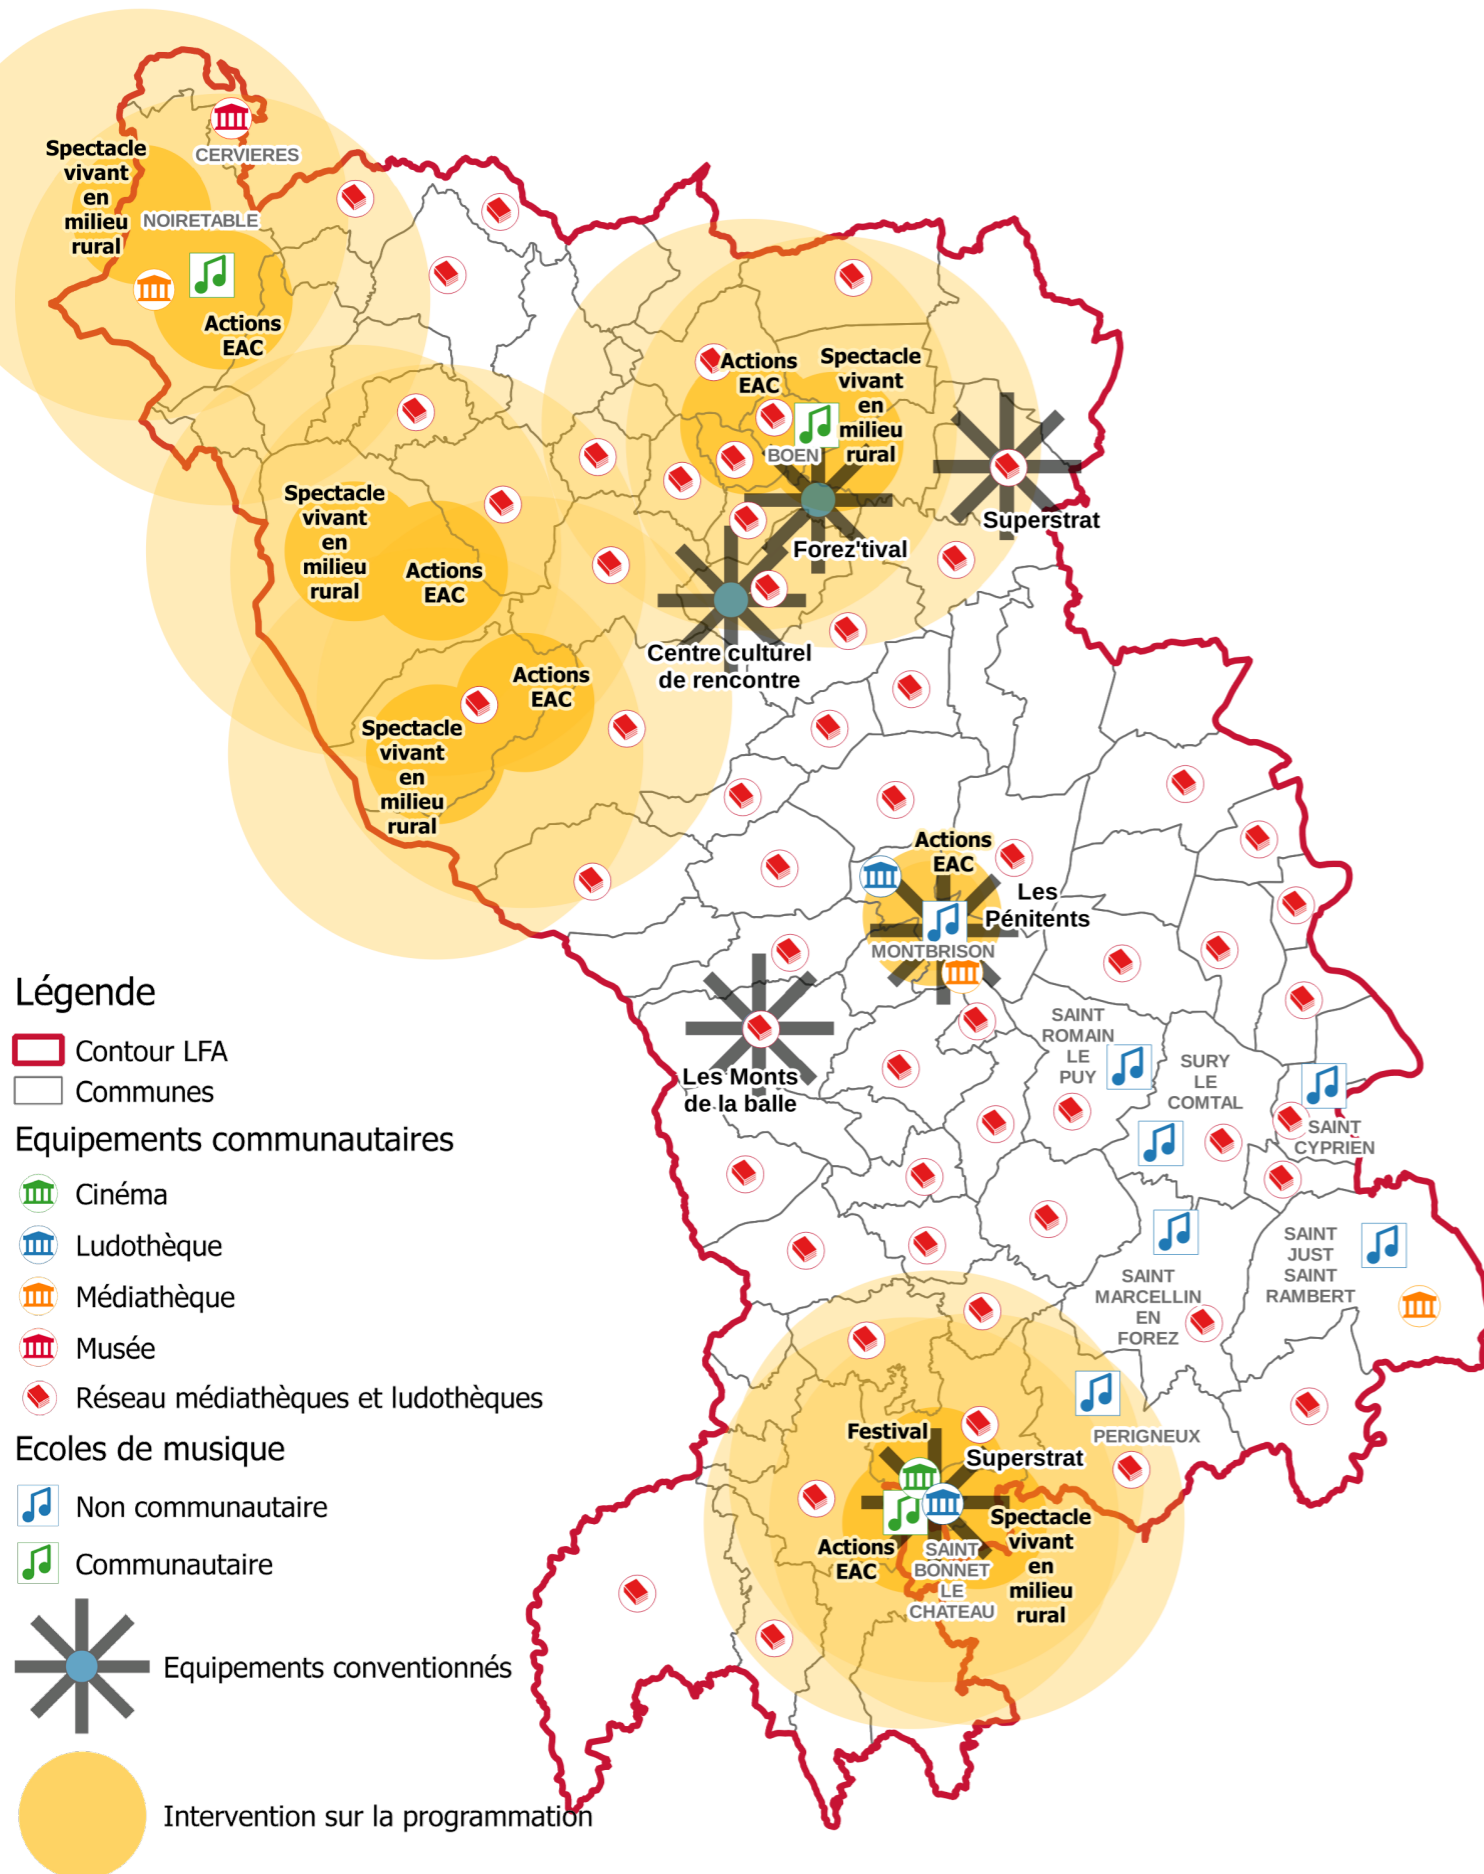 CERVIERES
Spectacle
vivant
en
milieu
rural
NOIRETABLE
Actions
EAC
Actions
EAC
Spectacle
vivant
en
milieu
rural
BOEN
Superstrat
Forez'tival
Spectacle
vivant
en
milieu
rural
Actions
EAC
Centre culturel
de rencontre
Actions
EAC
Spectacle
vivant
en
milieu
rural
Actions
EAC
Les
Pénitents
MONTBRISON
Les Monts
de la balle
SAINT
ROMAIN
LE
PUY
SURY
LE
COMTAL
SAINT
CYPRIEN
SAINT
JUST
SAINT
RAMBERT
SAINT
MARCELLIN
EN
FOREZ
PERIGNEUX
Festival
Superstrat
Actions
EAC
SAINT
BONNET
LE
CHATEAU
Spectacle
vivant
en
milieu
rural
Légende
Contour LFA
Communes
Equipements communautaires
Cinéma
Ludothèque
Médiathèque
Musée
Réseau médiathèques et ludothèques
Ecoles de musique
Non communautaire
Communautaire
Equipements conventionnés
Intervention sur la programmation